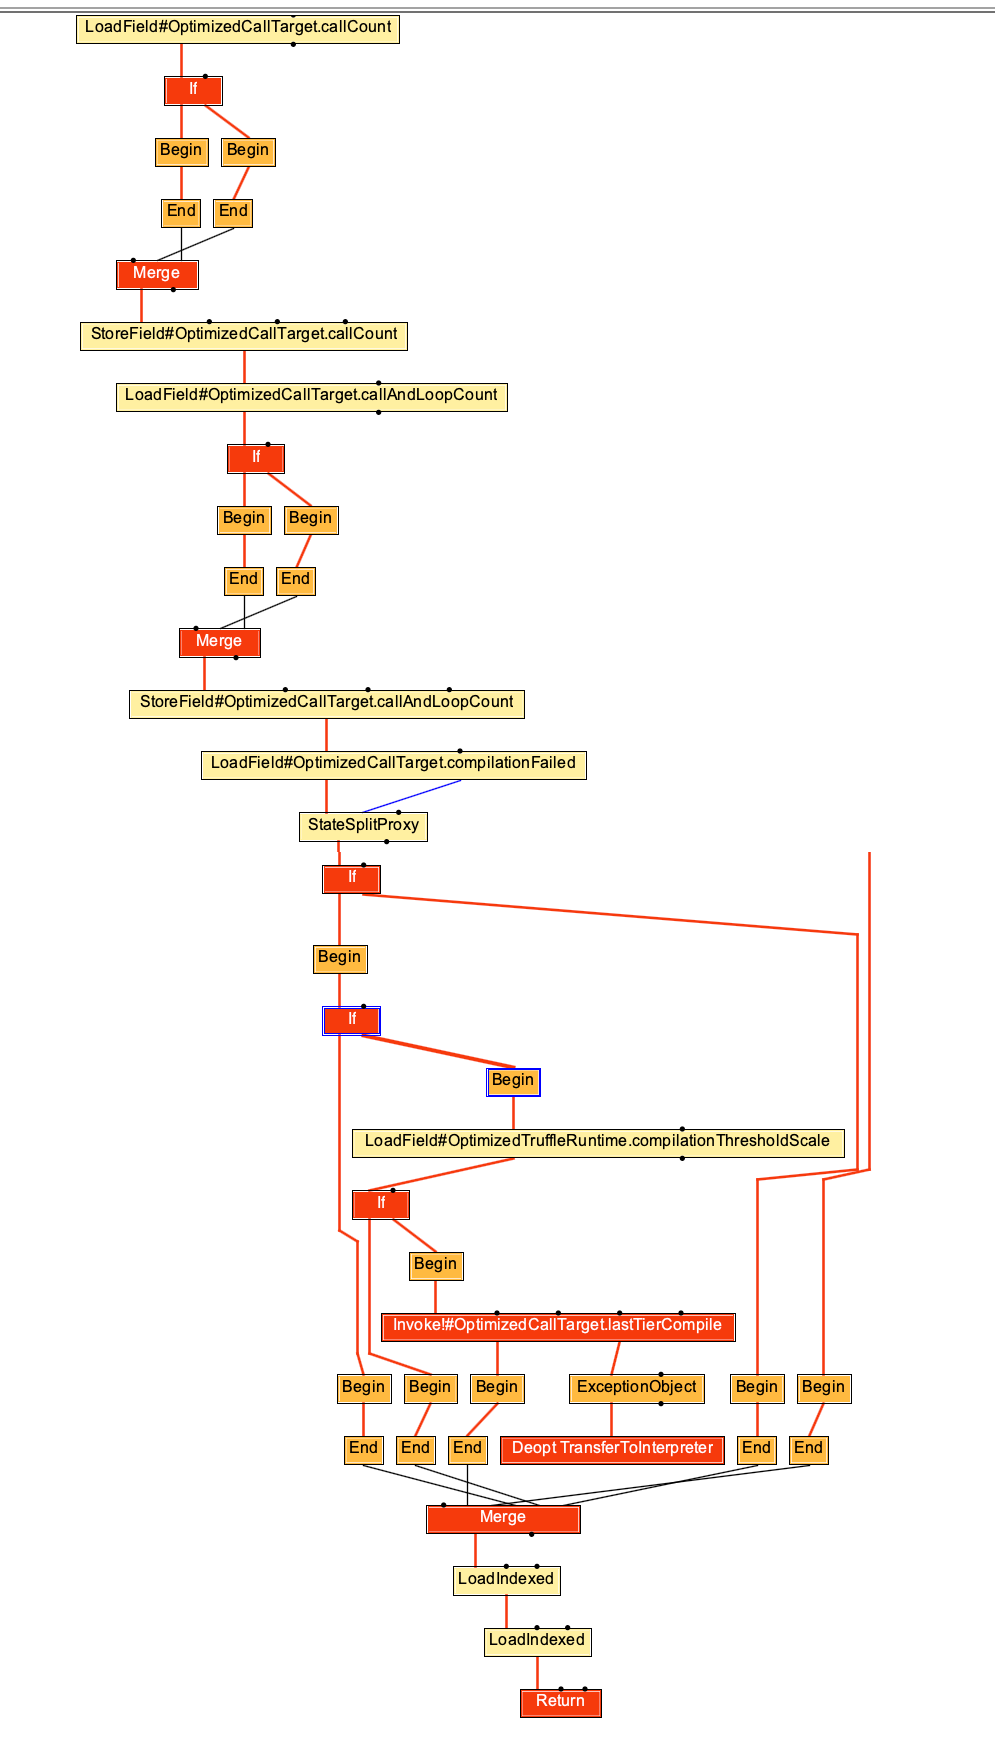 LoadField#OptimizedCallTarget.callCount
If
Begin
Begin
End
End
Merge
StoreField#OptimizedCallTarget.callCount
LoadField#OptimizedCallTarget.callAndLoopCount
If
Begin
Begin
End
End
Merge
StoreField#OptimizedCallTarget.callAndLoopCount
LoadField#OptimizedCallTarget.compilationFailed
StateSplitProxy
If
Begin
If
Begin
LoadField#OptimizedTruffleRuntime.compilationThresholdScale
If
Begin
Invoke!#OptimizedCallTarget.lastTierCompile
Begin
Begin
Begin
ExceptionObject
Begin
Begin
End
End
End
Deopt TransferToInterpreter
End
End
Merge
LoadIndexed
LoadIndexed
Return